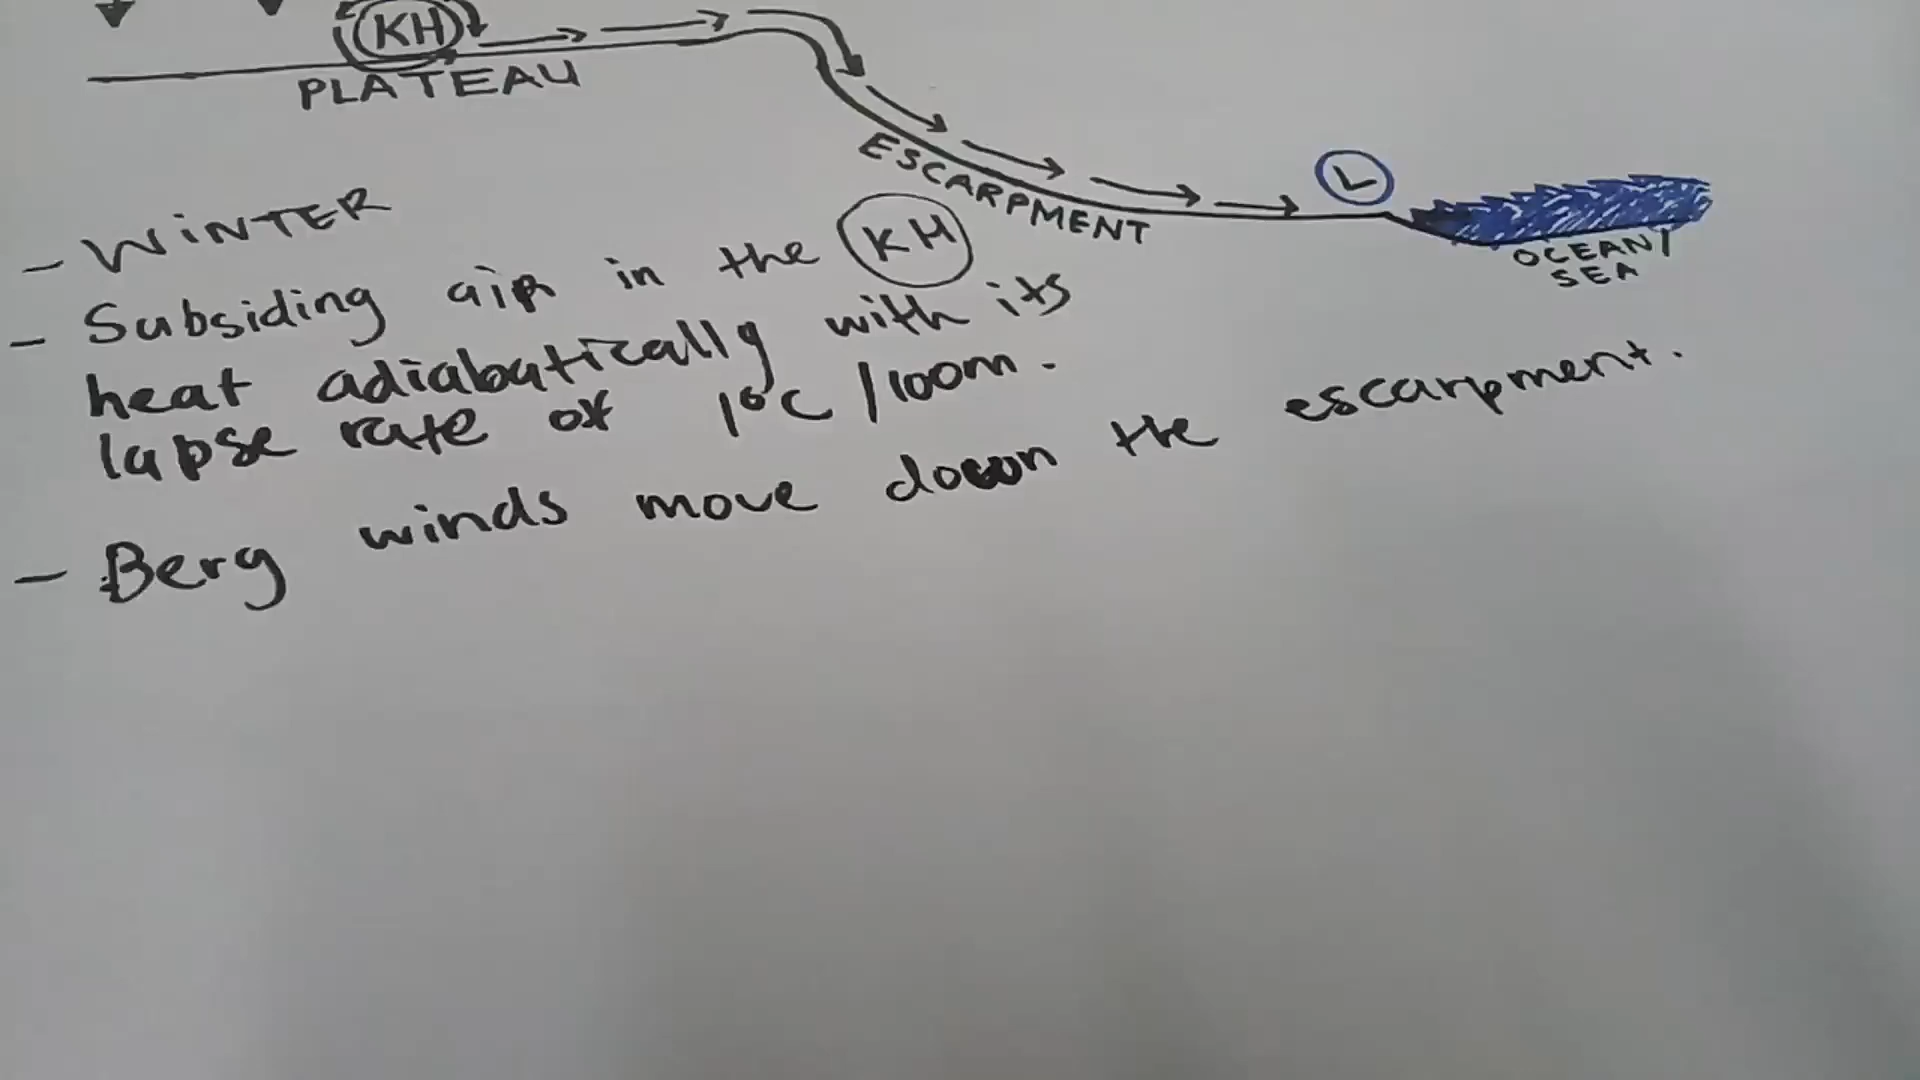 KH
PLATEAU
ESCARPMENT
L
OCEAN/
SEA
- WINTER
- Subsiding air in the KH
heat adiabatically with its
lapse rate of 1°C/100m.
- Berg winds move down the escarpment.